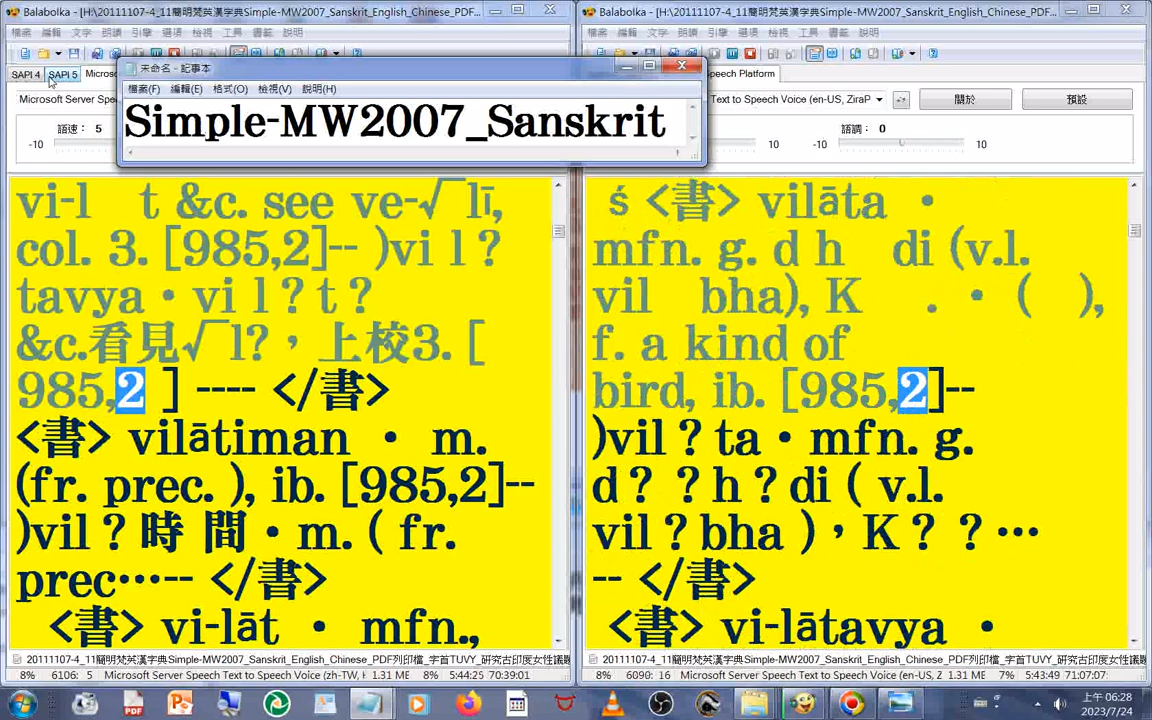 Balabolka - [H:\20111107-4_11簡明梵英漢字典Simple-MW2007_Sanskrit_English_Chinese_PDF...
檔案 編輯 文字 朗讀 引擎 選項 檢視 工具 書籤 說明
SAPI 4 SAPI 5 Micros
Microsoft Server Spe
語速： 5
-10
vi-l t &c. see ve-√lī,
col. 3. [985,2]-- )vi l？
tavya • vi l？t？
&c.看見√l?，上校3. [
985,2 ] ---- </書>
<書> vilātiman • m.
(fr. prec. ), ib. [985,2]--
)vil？時 間 • m. ( fr.
prec…-- </書>
<書> vi-lāt • mfn.,
20111107-4_11簡明梵英漢字典Simple-MW2007_Sanskrit_English_Chinese_PDF列印檔_字首TUVY_研究古印度女性議題
8% 6106: 5 Microsoft Server Speech Text to Speech Voice (zh-TW, H 1.31 ME 8% 5:44:25 70:39:01
未命名 - 記事本
檔案(F) 編輯(E) 格式(O) 檢視(V) 說明(H)
Simple-MW2007_Sanskrit
Balabolka - [H:\20111107-4_11簡明梵英漢字典Simple-MW2007_Sanskrit_English_Chinese_PDF...
檔案 編輯 文字 朗讀 引擎 選項 檢視 工具 書籤 說明
Speech Platform
Text to Speech Voice (en-US, ZiraP 關於 預設
語調： 0
10 -10 10
ś <書> vilāta •
mfn. g. d h di (v.l.
vil bha), K . • ( ),
f. a kind of
bird, ib. [985,2]--
)vil？ta • mfn. g.
d？ ？h？di ( v.l.
vil？bha )，K？ ？…
-- </書>
<書> vi-lātavya •
20111107-4_11簡明梵英漢字典Simple-MW2007_Sanskrit_English_Chinese_PDF列印檔_字首TUVY_研究古印度女性議題
8% 6090: 16 Microsoft Server Speech Text to Speech Voice (en-US, Z 1.31 ME 7% 5:43:49 71:07:07
上午 06:28
2023/7/24